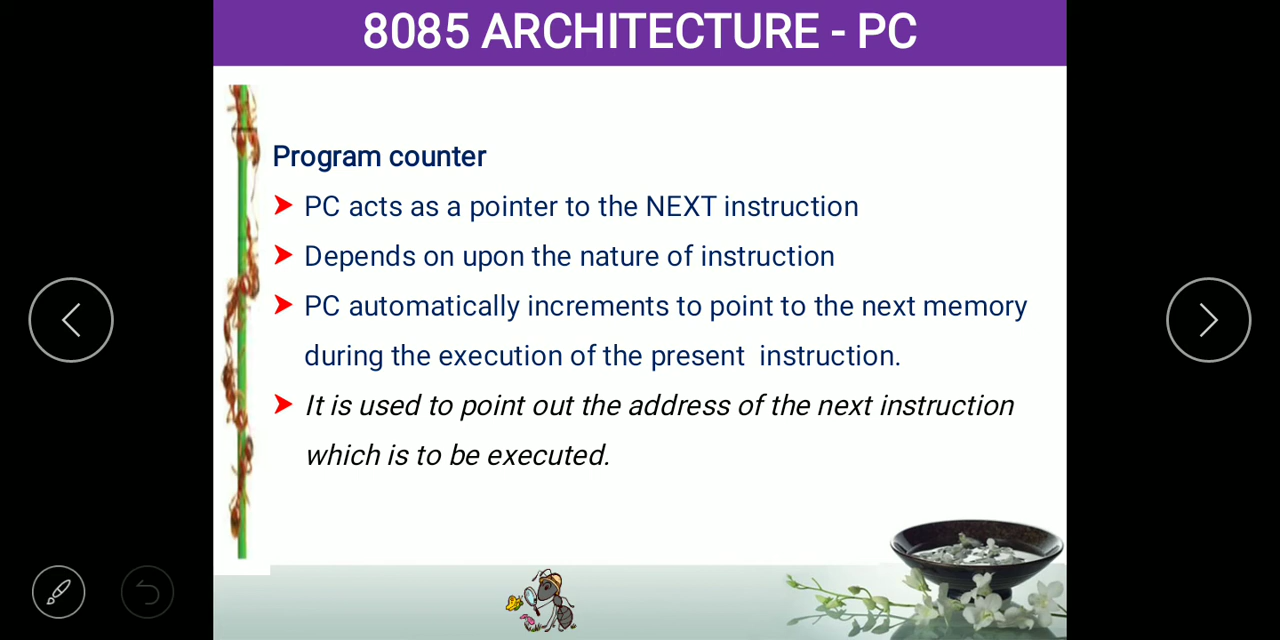 8085 ARCHITECTURE - PC
Program counter
PC acts as a pointer to the NEXT instruction
Depends on upon the nature of instruction
PC automatically increments to point to the next memory
during the execution of the present  instruction.
It is used to point out the address of the next instruction
which is to be executed.